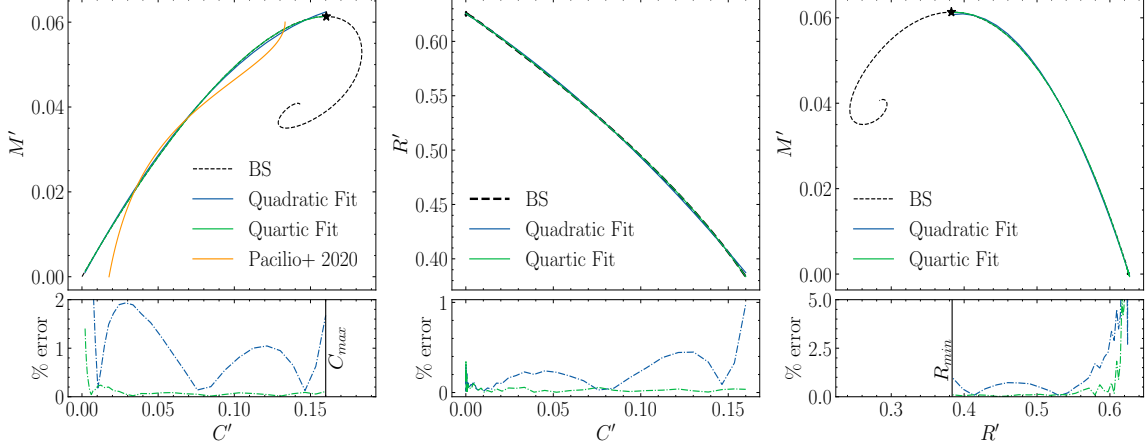 0.06
0.04
0.02
0.00
M′
BS
Quadratic Fit
Quartic Fit
Pacilio+ 2020
2
1
0
% error
C_max
0.00
0.05
0.10
0.15
C′
0.60
0.55
0.50
0.45
0.40
R′
BS
Quadratic Fit
Quartic Fit
1
0
% error
0.00
0.05
0.10
0.15
C′
0.06
0.04
0.02
0.00
M′
BS
Quadratic Fit
Quartic Fit
5.0
2.5
0.0
% error
R_min
0.3
0.4
0.5
0.6
R′